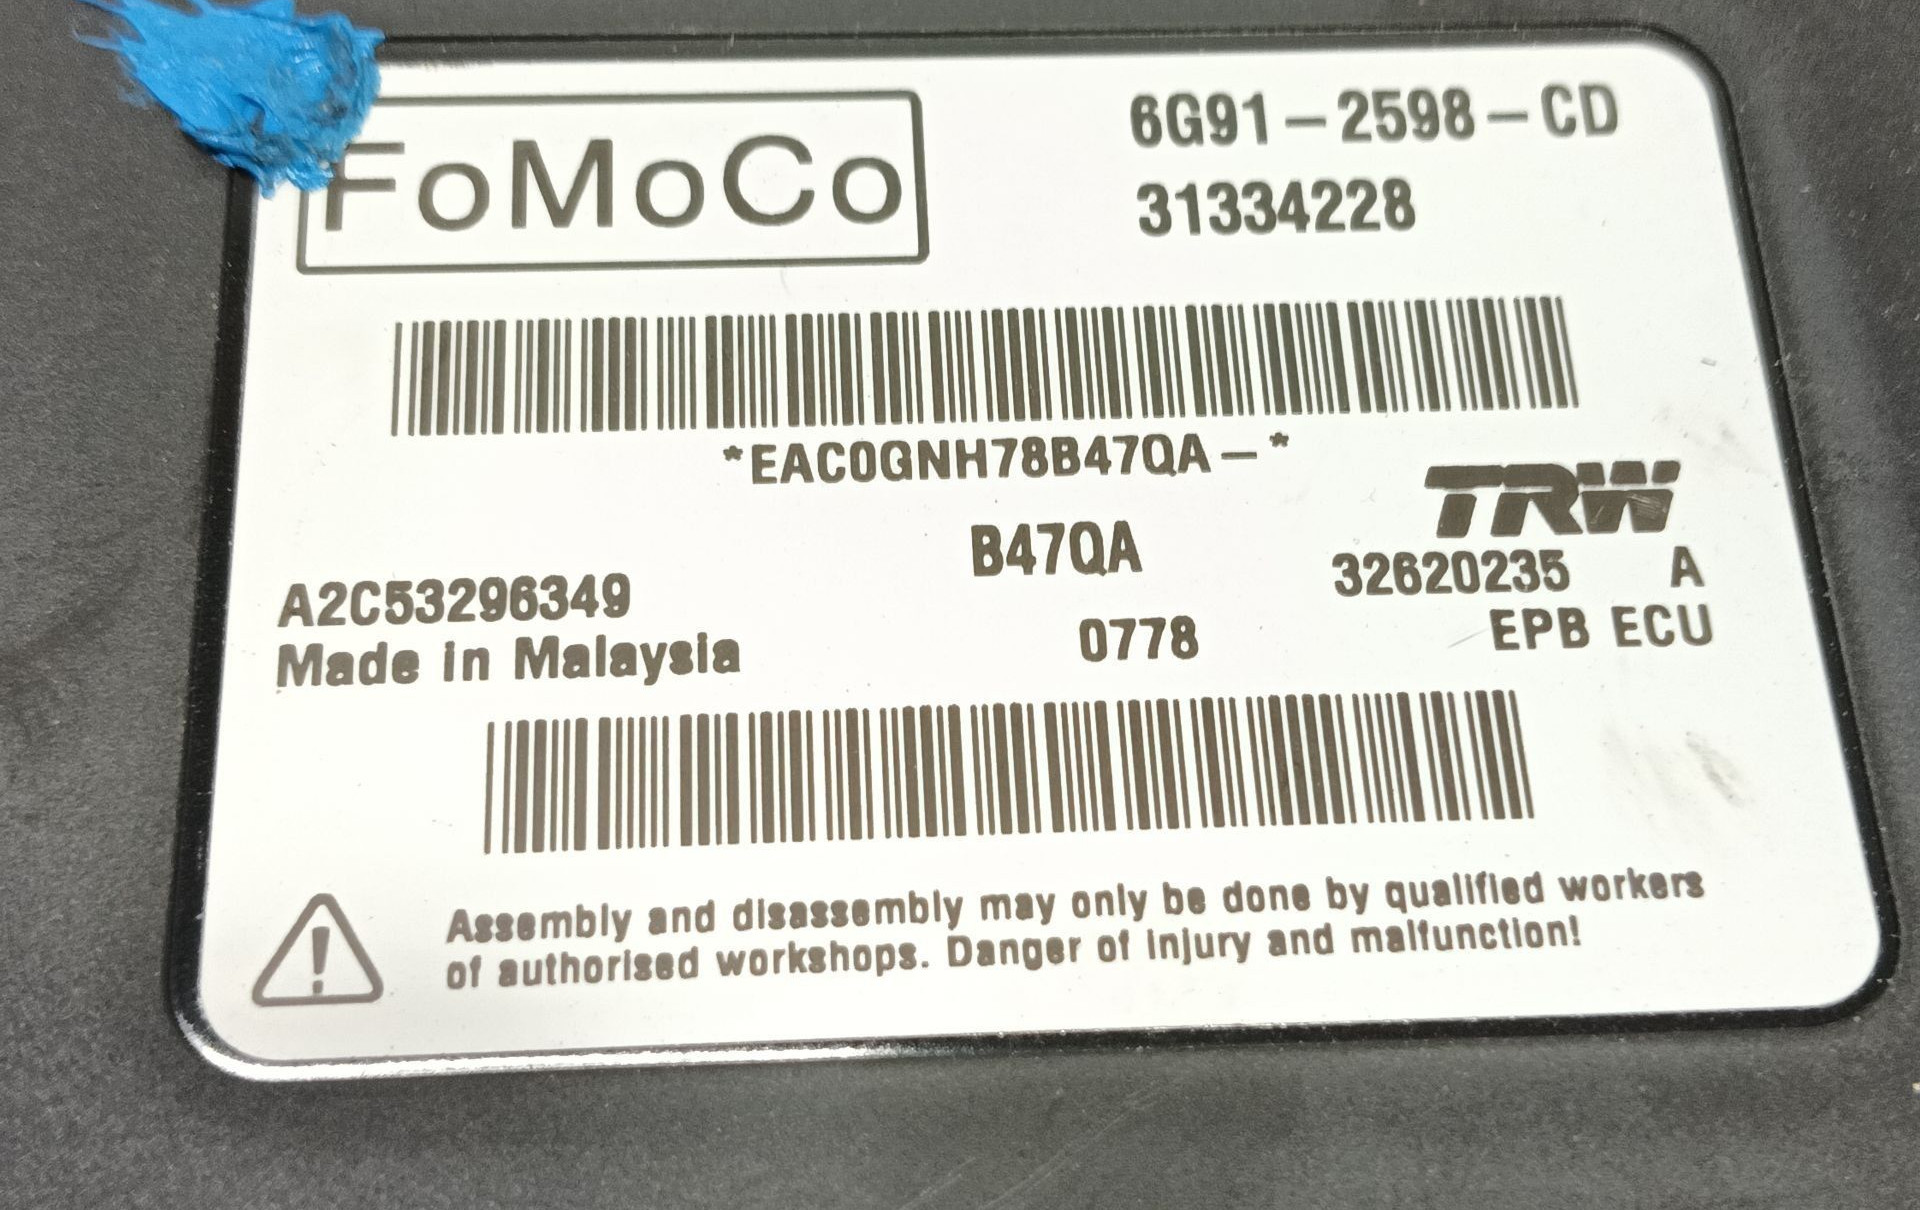 FoMoCo
6G91-2598-CD
31334228
*EAC0GNH78B47QA-*
TRW
B47QA
32620235 A
A2C53296349
EPB ECU
Made in Malaysia
0778
Assembly and disassembly may only be done by qualified workers
of authorised workshops. Danger of injury and malfunction!